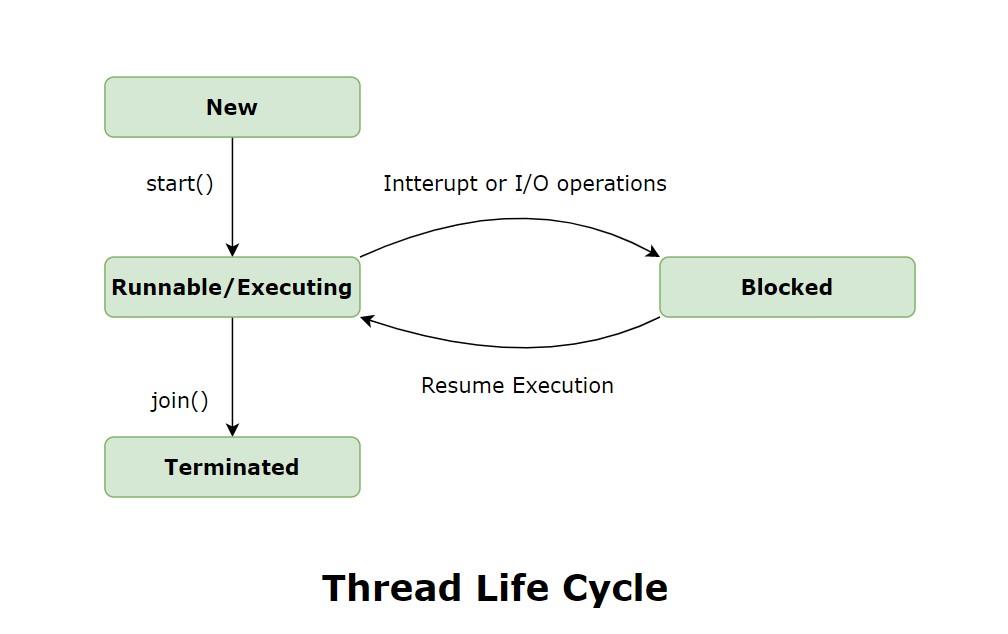 New
start()
Intterupt or I/O operations
Runnable/Executing
Blocked
Resume Execution
join()
Terminated
Thread Life Cycle